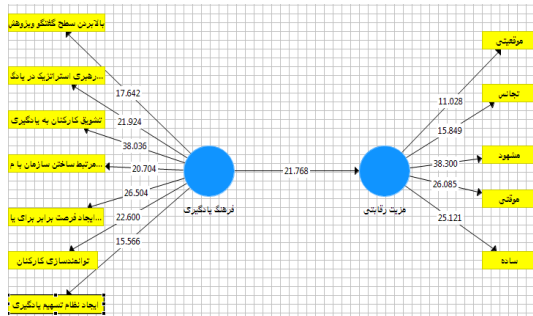 بالابردن سطح گفتگو وپژوهش
...رهبری استراتژیک در یادگ
تشویق کارکنان به یادگیری
...مرتبط ساختن سازمان با م
...ایجاد فرصت برابر برای یا
توانمندسازی کارکنان
ایجاد نظام تسهیم یادگیری
17.642
21.924
38.036
20.704
26.504
22.600
15.566
فرهنگ یادگیری
21.768
مزیت رقابتی
11.028
15.849
38.300
26.085
25.121
موقعیتی
تجانس
مشهود
موقتی
ساده